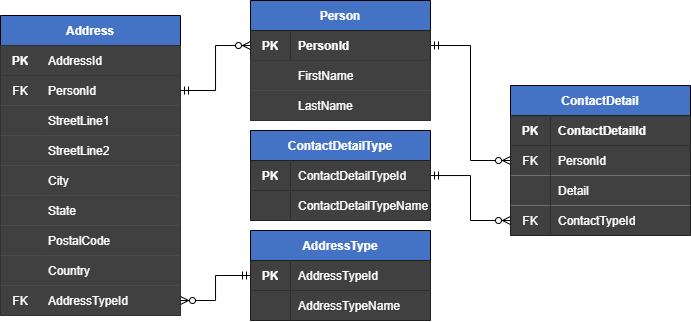 Address
PK AddressId
FK PersonId
StreetLine1
StreetLine2
City
State
PostalCode
Country
FK AddressTypeId
Person
PK PersonId
FirstName
LastName
ContactDetailType
PK ContactDetailTypeId
ContactDetailTypeName
AddressType
PK AddressTypeId
AddressTypeName
ContactDetail
PK ContactDetailId
FK PersonId
Detail
FK ContactTypeId